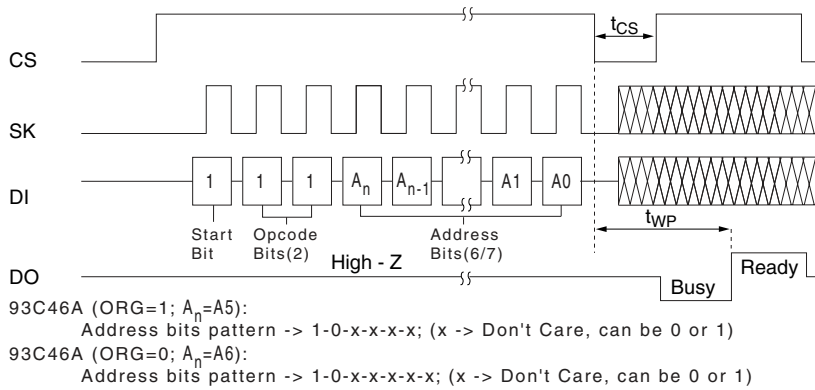 tCS
CS
SK
1 1 1 An An-1 A1 A0
DI
tWP
Start Bit
Opcode Bits(2)
Address Bits(6/7)
High - Z
DO
Busy
Ready
93C46A (ORG=1; An=A5):
Address bits pattern -> 1-0-x-x-x-x; (x -> Don't Care, can be 0 or 1)
93C46A (ORG=0; An=A6):
Address bits pattern -> 1-0-x-x-x-x-x; (x -> Don't Care, can be 0 or 1)